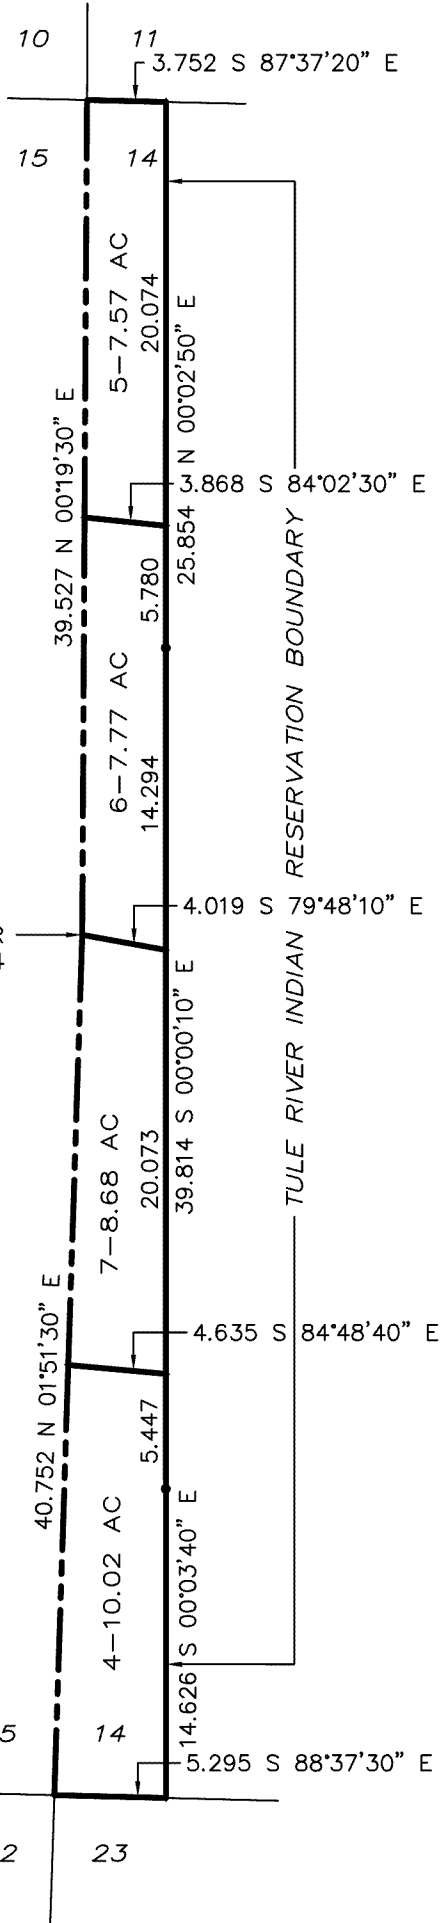 10
11
3.752 S 87°37'20" E
15
14
5–7.57 AC
20.074
N 00°02'50" E
25.854
39.527 N 00°19'30" E
3.868 S 84°02'30" E
5.780
6–7.77 AC
14.294
TULE RIVER INDIAN RESERVATION BOUNDARY
4.019 S 79°48'10" E
39.814 S 00°00'10" E
7–8.68 AC
20.073
4.635 S 84°48'40" E
40.752 N 01°51'30" E
5.447
4–10.02 AC
14.626 S 00°03'40" E
5
14
5.295 S 88°37'30" E
2
23